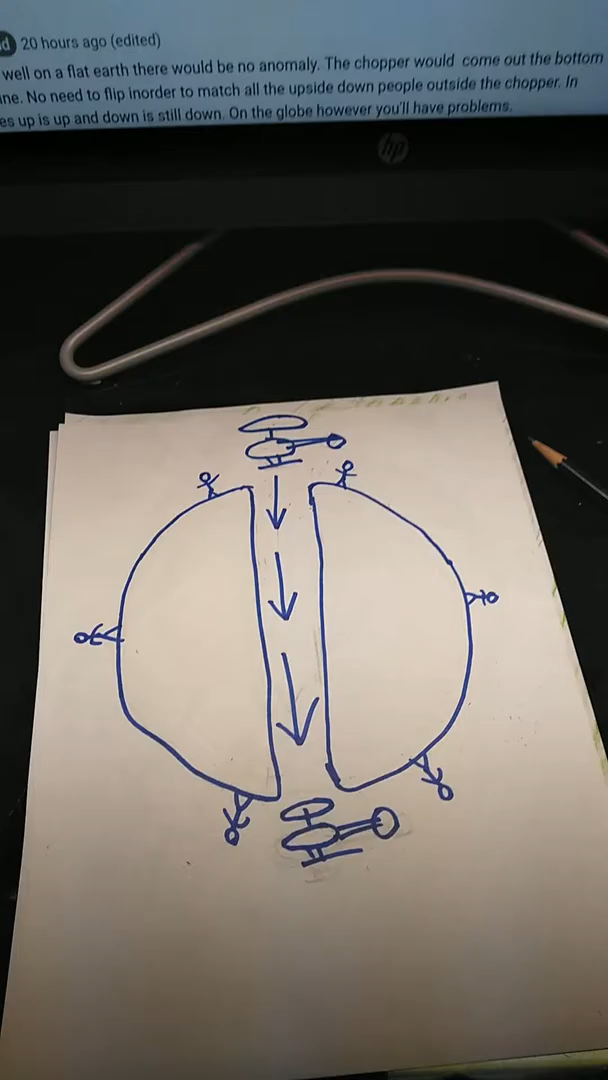 20 hours ago (edited)
well on a flat earth there would be no anomaly. The chopper would come out the bottom
No need to flip inorder to match all the upside down people outside the chopper. In
up is up and down is still down. On the globe however you'll have problems.
hp